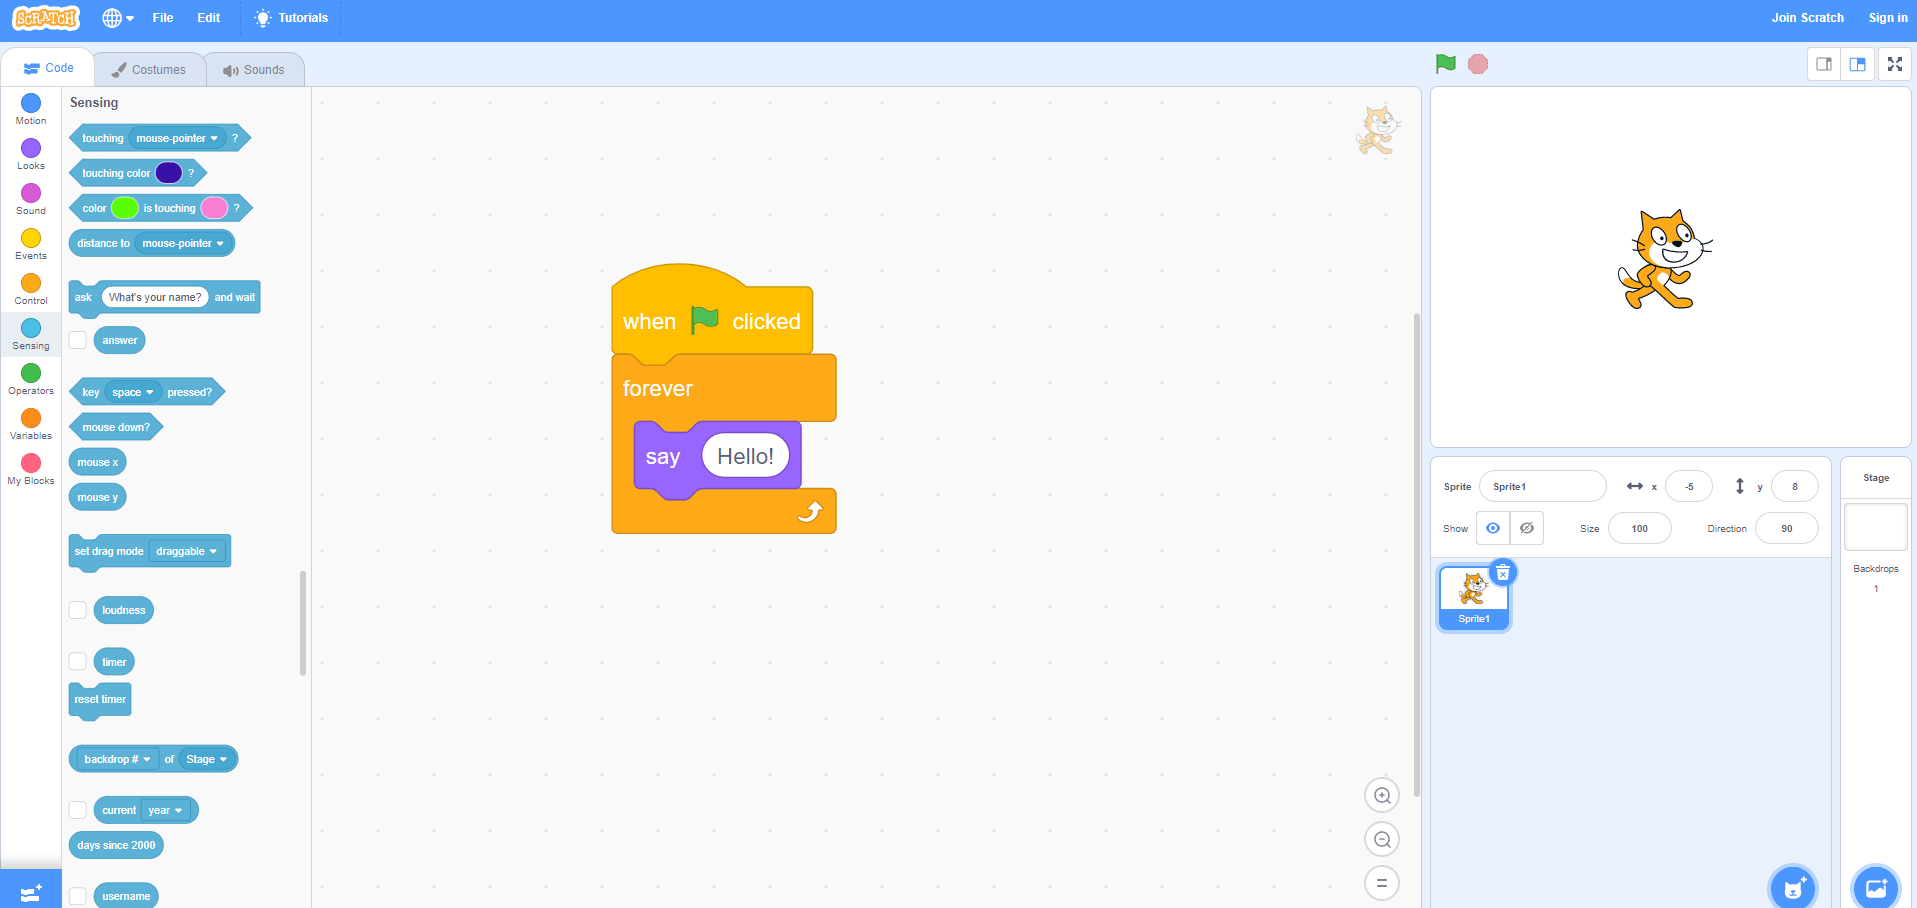 SCRATCH
File
Edit
Tutorials
Join Scratch
Sign in
Code
Costumes
Sounds
Motion
Looks
Sound
Events
Control
Sensing
Operators
Variables
My Blocks
Sensing
touching mouse-pointer ?
touching color ?
color is touching ?
distance to mouse-pointer
ask What's your name? and wait
answer
key space pressed?
mouse down?
mouse x
mouse y
set drag mode draggable
loudness
timer
reset timer
backdrop # of Stage
current year
days since 2000
username
when clicked
forever
say Hello!
Sprite Sprite1 x -5 y 8
Show Size 100 Direction 90
Sprite1
Stage
Backdrops
1